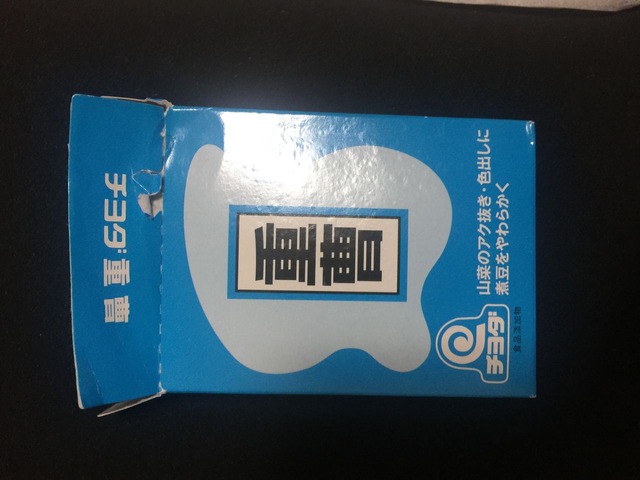 チヨダ重曹
山菜のアク抜き・色出しに
煮豆をやわらかく
重曹
食品添加物
チヨダ